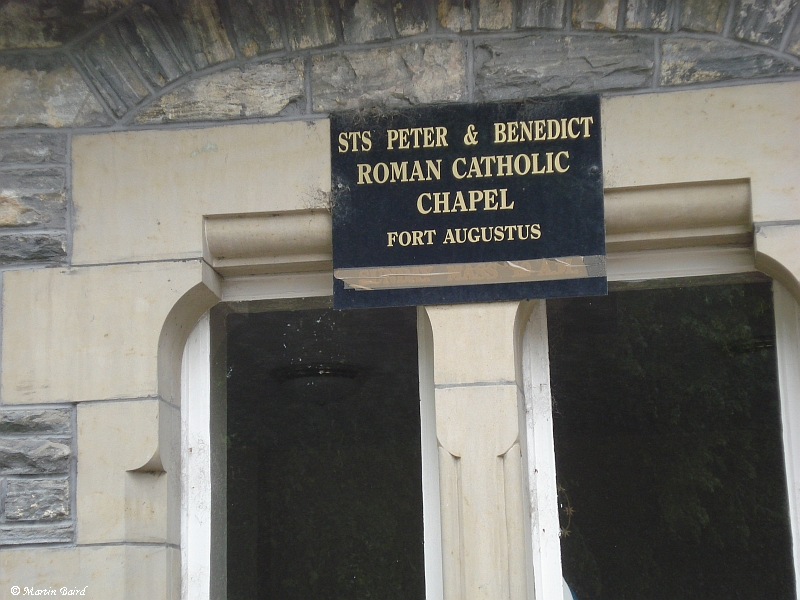 STS PETER & BENEDICT
ROMAN CATHOLIC
CHAPEL
FORT AUGUSTUS
© Martin Baird